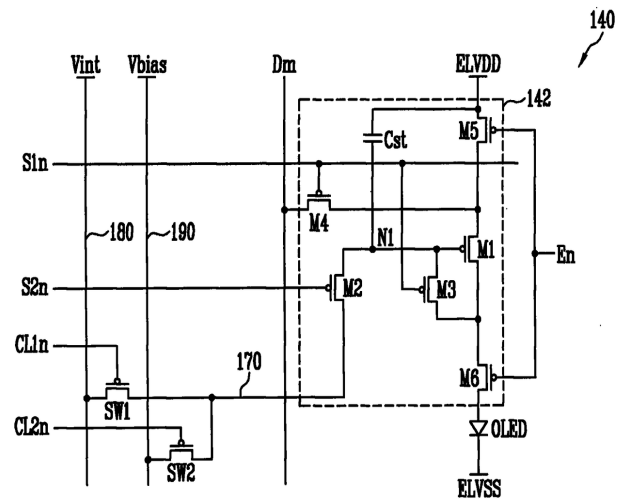 140
Vint Vbias Dm ELVDD
142
M5
Cst
S1n
M4
180 190
N1 M1
En
S2n M2 M3
CL1n
170
M6
SW1
CL2n
OLED
SW2
ELVSS